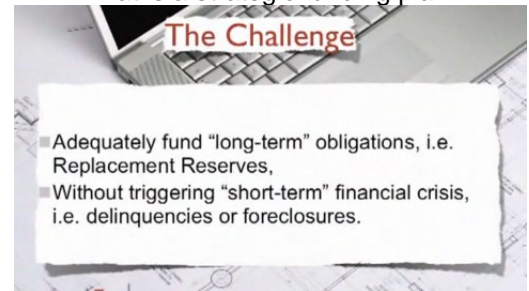 The Challenge
Adequately fund “long-term” obligations, i.e.
Replacement Reserves,
Without triggering “short-term” financial crisis,
i.e. delinquencies or foreclosures.